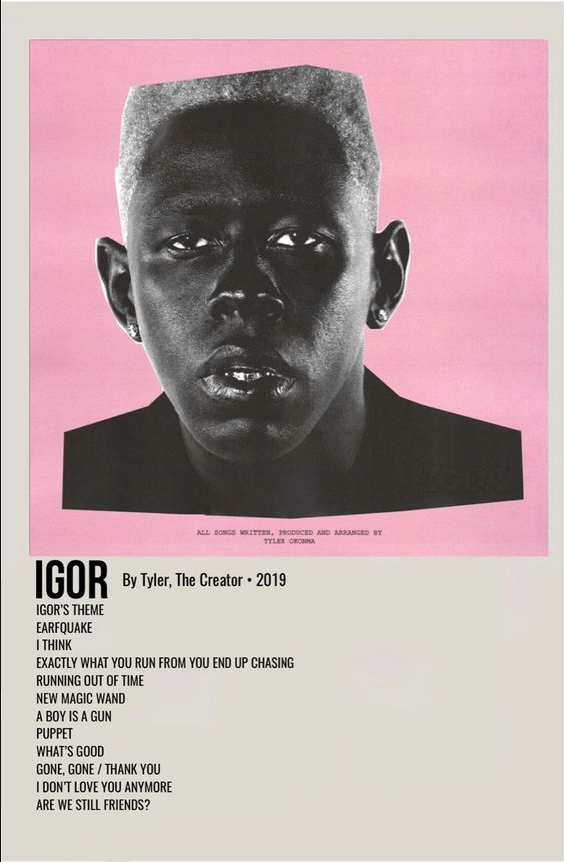 ALL SONGS WRITTEN, PRODUCED AND ARRANGED BY
TYLER OKONMA
IGOR By Tyler, The Creator • 2019
IGOR'S THEME
EARFQUAKE
I THINK
EXACTLY WHAT YOU RUN FROM YOU END UP CHASING
RUNNING OUT OF TIME
NEW MAGIC WAND
A BOY IS A GUN
PUPPET
WHAT'S GOOD
GONE, GONE / THANK YOU
I DON'T LOVE YOU ANYMORE
ARE WE STILL FRIENDS?